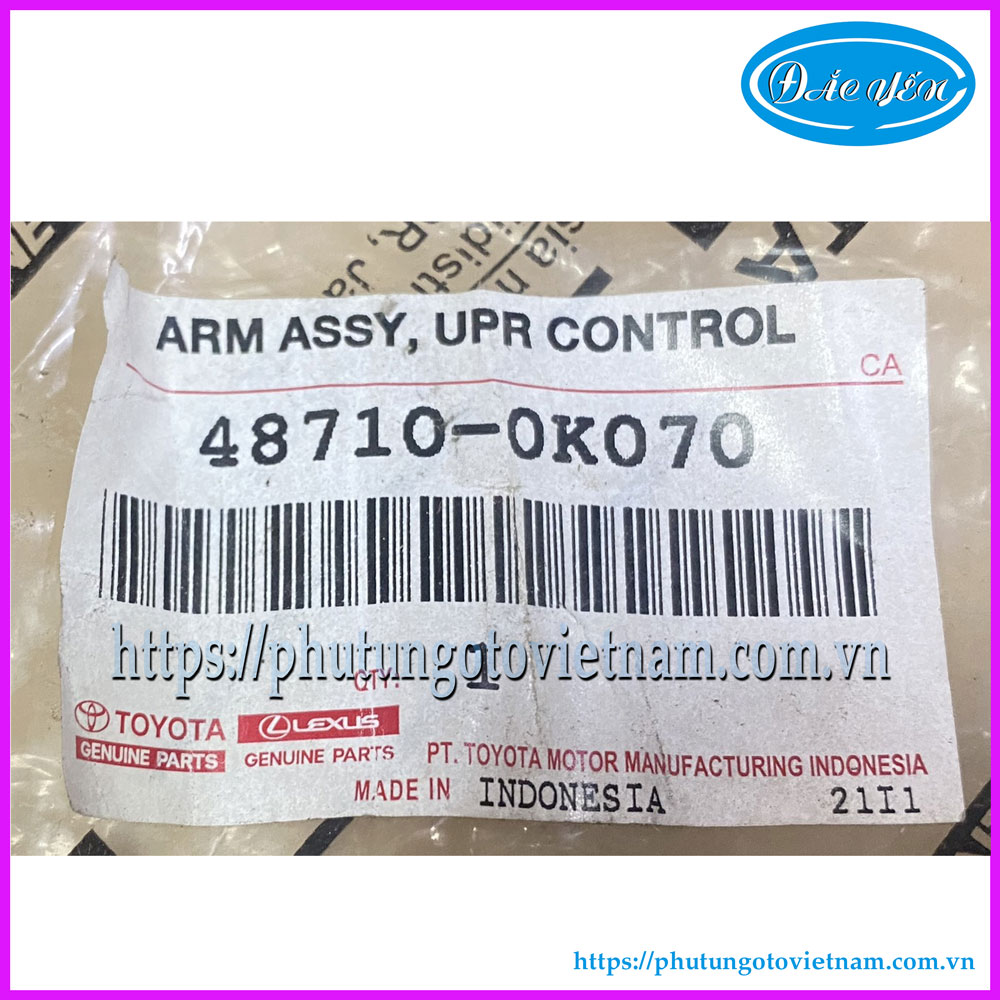 ĐẮC YẾN
ARM ASSY, UPR CONTROL
CA
48710-0K070
https://phutungotovietnam.com.vn
QTY. 1
TOYOTA
GENUINE PARTS
LEXUS
GENUINE PARTS
PT. TOYOTA MOTOR MANUFACTURING INDONESIA
MADE IN INDONESIA
21I1
https://phutungotovietnam.com.vn